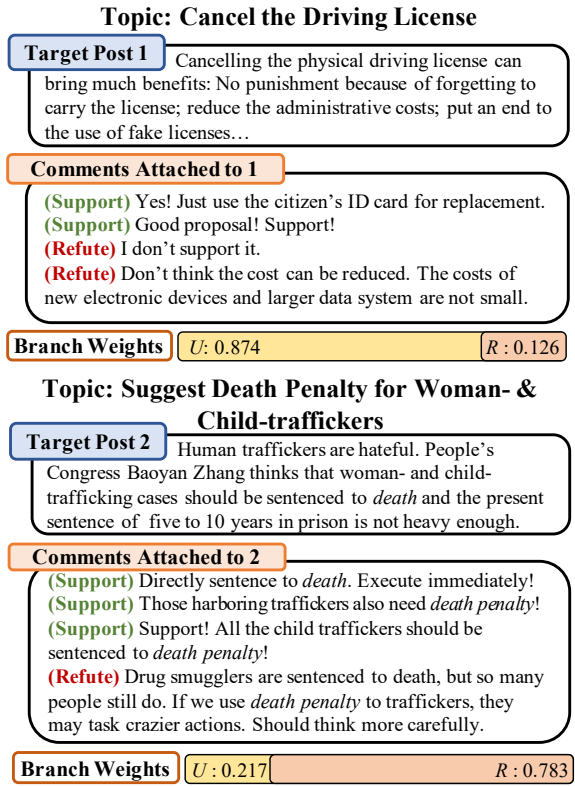 Topic: Cancel the Driving License
Target Post 1
Cancelling the physical driving license can
bring much benefits: No punishment because of forgetting to
carry the license; reduce the administrative costs; put an end to
the use of fake licenses…
Comments Attached to 1
(Support) Yes! Just use the citizen’s ID card for replacement.
(Support) Good proposal! Support!
(Refute) I don’t support it.
(Refute) Don’t think the cost can be reduced. The costs of
new electronic devices and larger data system are not small.
Branch Weights
U: 0.874
R : 0.126
Topic: Suggest Death Penalty for Woman- &
Child-traffickers
Target Post 2
Human traffickers are hateful. People’s
Congress Baoyan Zhang thinks that woman- and child-
trafficking cases should be sentenced to death and the present
sentence of five to 10 years in prison is not heavy enough.
Comments Attached to 2
(Support) Directly sentence to death. Execute immediately!
(Support) Those harboring traffickers also need death penalty!
(Support) Support! All the child traffickers should be
sentenced to death penalty!
(Refute) Drug smugglers are sentenced to death, but so many
people still do. If we use death penalty to traffickers, they
may task crazier actions. Should think more carefully.
Branch Weights
U : 0.217
R : 0.783